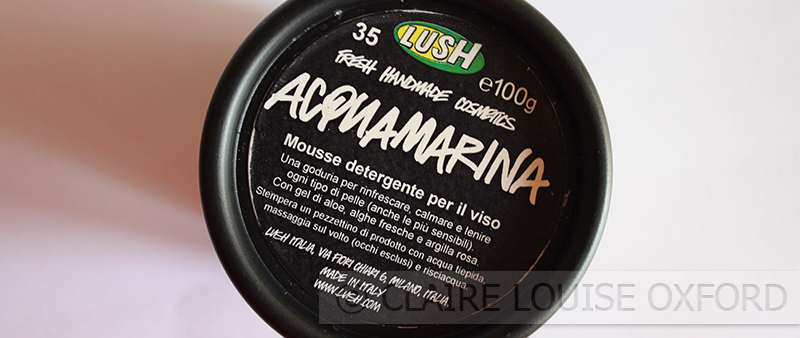 35
LUSH
e100g
FRESH HANDMADE COSMETICS
ACQUAMARINA
Mousse detergente per il viso
Una goduria per rinfrescare, calmare e lenire
ogni tipo di pelle (anche le più sensibili).
Con gel di aloe, alghe fresche e argilla rosa.
Stempera un pezzettino di prodotto con acqua tiepida,
massaggia sul volto (occhi esclusi) e risciacqua.
LUSH ITALIA, VIA FIORI CHIARI 6, MILANO, ITALIA.
MADE IN ITALY
WWW.LUSH.COM
© CLAIRE LOUISE OXFORD